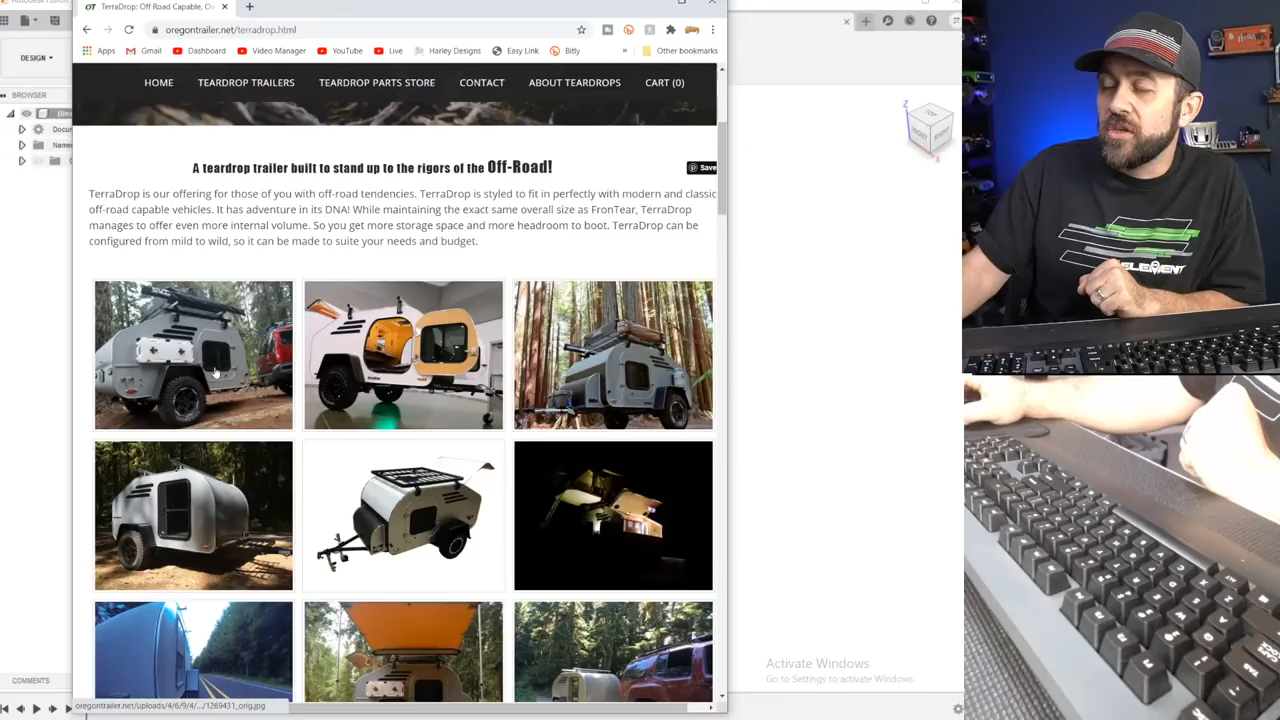 TerraDrop: Off Road Capable, O
oregontrailer.net/terradrop.html
Apps Gmail Dashboard Video Manager YouTube Live Harley Designs Easy Link Bitly » Other bookmarks
DESIGN
BROWSER
HOME TEARDROP TRAILERS TEARDROP PARTS STORE CONTACT ABOUT TEARDROPS CART (0)
A teardrop trailer built to stand up to the rigors of the Off-Road!
Save
TerraDrop is our offering for those of you with off-road tendencies. TerraDrop is styled to fit in perfectly with modern and classic
off-road capable vehicles. It has adventure in its DNA! While maintaining the exact same overall size as FronTear, TerraDrop
manages to offer even more internal volume. So you get more storage space and more headroom to boot. TerraDrop can be
configured from mild to wild, so it can be made to suite your needs and budget.
Docu
Name
TOP
FRONT
RIGHT
Z
X
ELEMENT
COMMENTS
oregontrailer.net/uploads/4/6/9/4/.../1269431_orig.jpg
Activate Windows
Go to Settings to activate Windows.